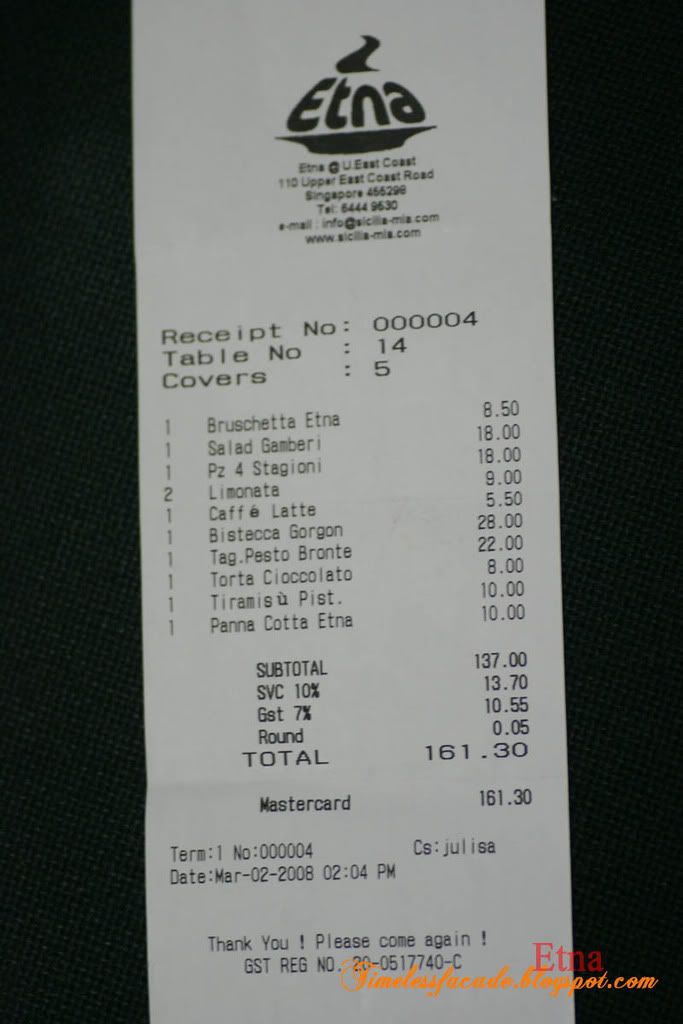 Etna
Etna @ U.East Coast
110 Upper East Coast Road
Singapore 455298
Tel: 6444 9530
e-mail : info@sicilia-mia.com
www.sicilia-mia.com
Receipt No: 000004
Table No : 14
Covers : 5
1 Bruschetta Etna 8.50
1 Salad Gamberi 18.00
1 Pz 4 Stagioni 18.00
2 Limonata 9.00
1 Caffé Latte 5.50
1 Bistecca Gorgon 28.00
1 Tag.Pesto Bronte 22.00
1 Torta Cioccolato 8.00
1 Tiramisù Pist. 10.00
1 Panna Cotta Etna 10.00
SUBTOTAL 137.00
SVC 10% 13.70
Gst 7% 10.55
Round 0.05
TOTAL 161.30
Mastercard 161.30
Term:1 No:000004 Cs:julisa
Date:Mar-02-2008 02:04 PM
Thank You ! Please come again !
GST REG NO. 20-0517740-C
Etna
Timelessfacade.blogspot.com